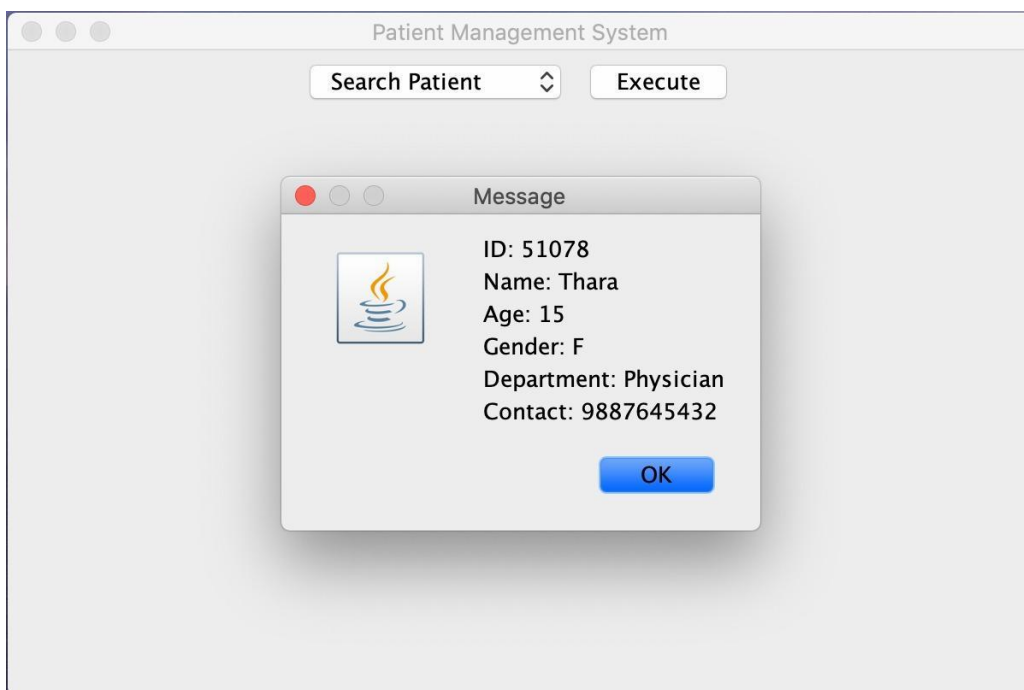 Patient Management System
Search Patient Execute
Message
ID: 51078
Name: Thara
Age: 15
Gender: F
Department: Physician
Contact: 9887645432
OK